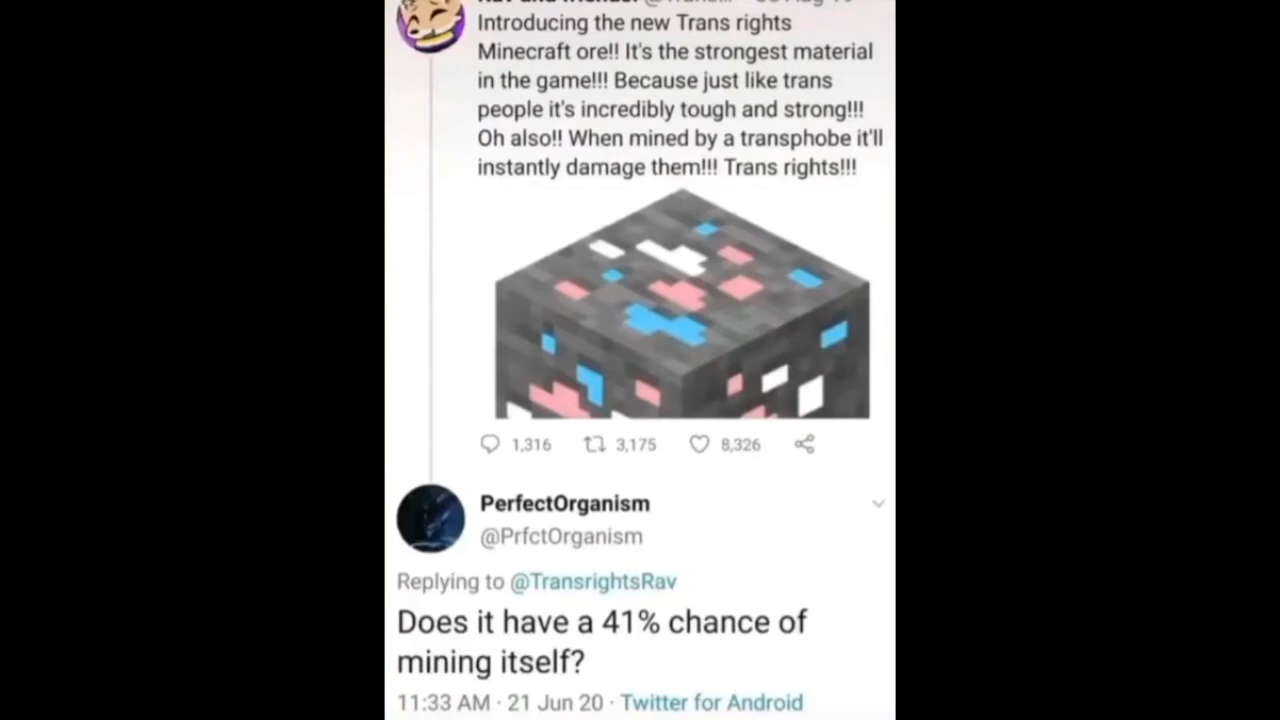 Introducing the new Trans rights
Minecraft ore!! It's the strongest material
in the game!!! Because just like trans
people it's incredibly tough and strong!!!
Oh also!! When mined by a transphobe it'll
instantly damage them!!! Trans rights!!!
1,316 3,175 8,326
PerfectOrganism
@PrfctOrganism
Replying to @TransrightsRav
Does it have a 41% chance of
mining itself?
11:33 AM · 21 Jun 20 · Twitter for Android